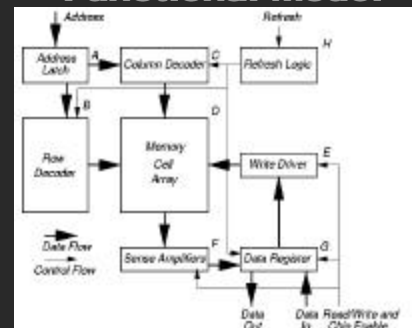 Functional Model
Address
Refresh
Address
Latch
A
Column Decoder
C
Refresh Logic
H
B
D
Row
Decoder
Memory
Cell
Array
Write Driver
E
Data Flow
Control Flow
Sense Amplifiers
F
Data Register
G
Data
Out
Data
In
Read/Write and
Chip Enable